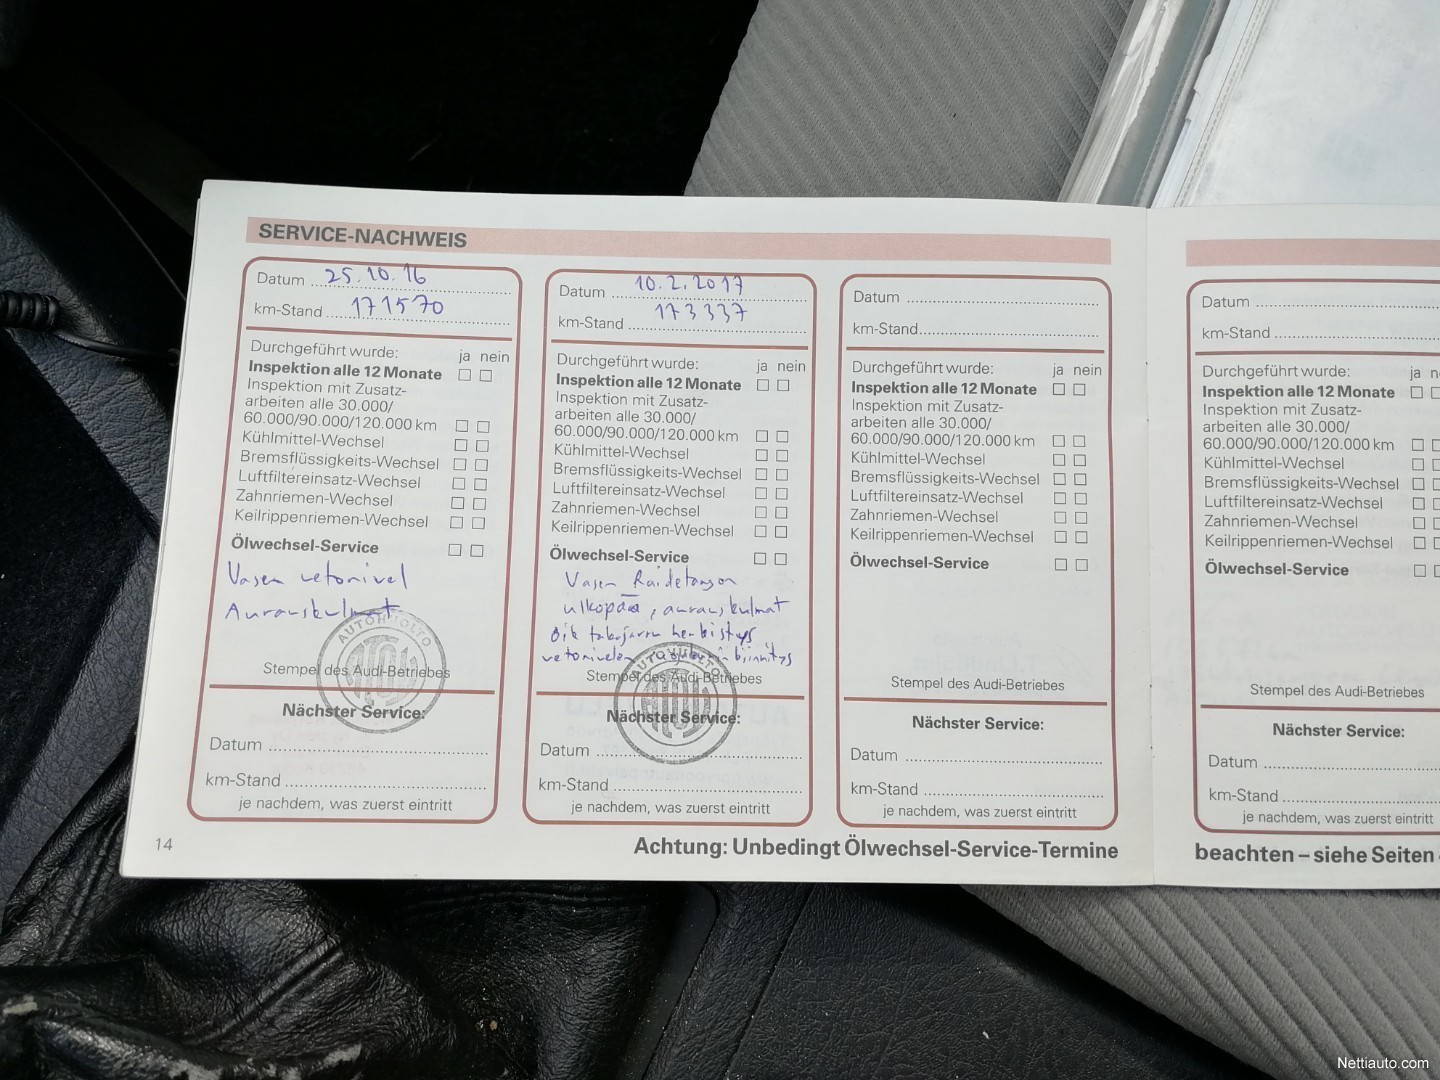 SERVICE-NACHWEIS
Datum 25.10.16
km-Stand 171570
Durchgeführt wurde: ja nein
Inspektion alle 12 Monate
Inspektion mit Zusatz-
arbeiten alle 30.000/
60.000/90.000/120.000 km
Kühlmittel-Wechsel
Bremsflüssigkeits-Wechsel
Luftfiltereinsatz-Wechsel
Zahnriemen-Wechsel
Keilrippenriemen-Wechsel
Ölwechsel-Service
Vasen vetonivel
Aurauskulmat
AUTOHUOLTO
Stempel des Audi-Betriebes
Nächster Service:
Datum
km-Stand
je nachdem, was zuerst eintritt
14
Datum 10.2.2017
km-Stand 173337
Durchgeführt wurde: ja nein
Inspektion alle 12 Monate
Inspektion mit Zusatz-
arbeiten alle 30.000/
60.000/90.000/120.000 km
Kühlmittel-Wechsel
Bremsflüssigkeits-Wechsel
Luftfiltereinsatz-Wechsel
Zahnriemen-Wechsel
Keilrippenriemen-Wechsel
Ölwechsel-Service
Vasen Raidetangon
ulkopää, aurauskulmat
Oik takajarru
vetonivelen
AUTOHUOLTO
Stempel des Audi-Betriebes
Nächster Service:
Datum
km-Stand
je nachdem, was zuerst eintritt
Datum
km-Stand
Durchgeführt wurde: ja nein
Inspektion alle 12 Monate
Inspektion mit Zusatz-
arbeiten alle 30.000/
60.000/90.000/120.000 km
Kühlmittel-Wechsel
Bremsflüssigkeits-Wechsel
Luftfiltereinsatz-Wechsel
Zahnriemen-Wechsel
Keilrippenriemen-Wechsel
Ölwechsel-Service
Stempel des Audi-Betriebes
Nächster Service:
Datum
km-Stand
je nachdem, was zuerst eintritt
Achtung: Unbedingt Ölwechsel-Service-Termine
Datum
km-Stand
Durchgeführt wurde: ja n
Inspektion alle 12 Monate
Inspektion mit Zusatz-
arbeiten alle 30.000/
60.000/90.000/120.000 km
Kühlmittel-Wechsel
Bremsflüssigkeits-Wechsel
Luftfiltereinsatz-Wechsel
Zahnriemen-Wechsel
Keilrippenriemen-Wechsel
Ölwechsel-Service
Stempel des Audi-Betriebes
Nächster Service:
Datum
km-Stand
je nachdem, was zuerst eintritt
beachten – siehe Seiten
Nettiauto.com